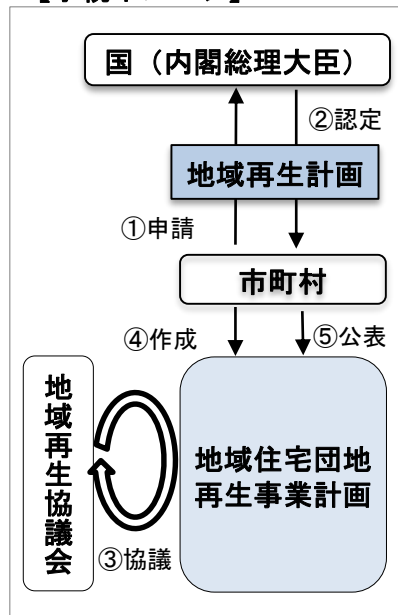 国（内閣総理大臣）
②認定
地域再生計画
①申請
市町村
④作成
⑤公表
地域再生協議会
地域住宅団地
再生事業計画
③協議